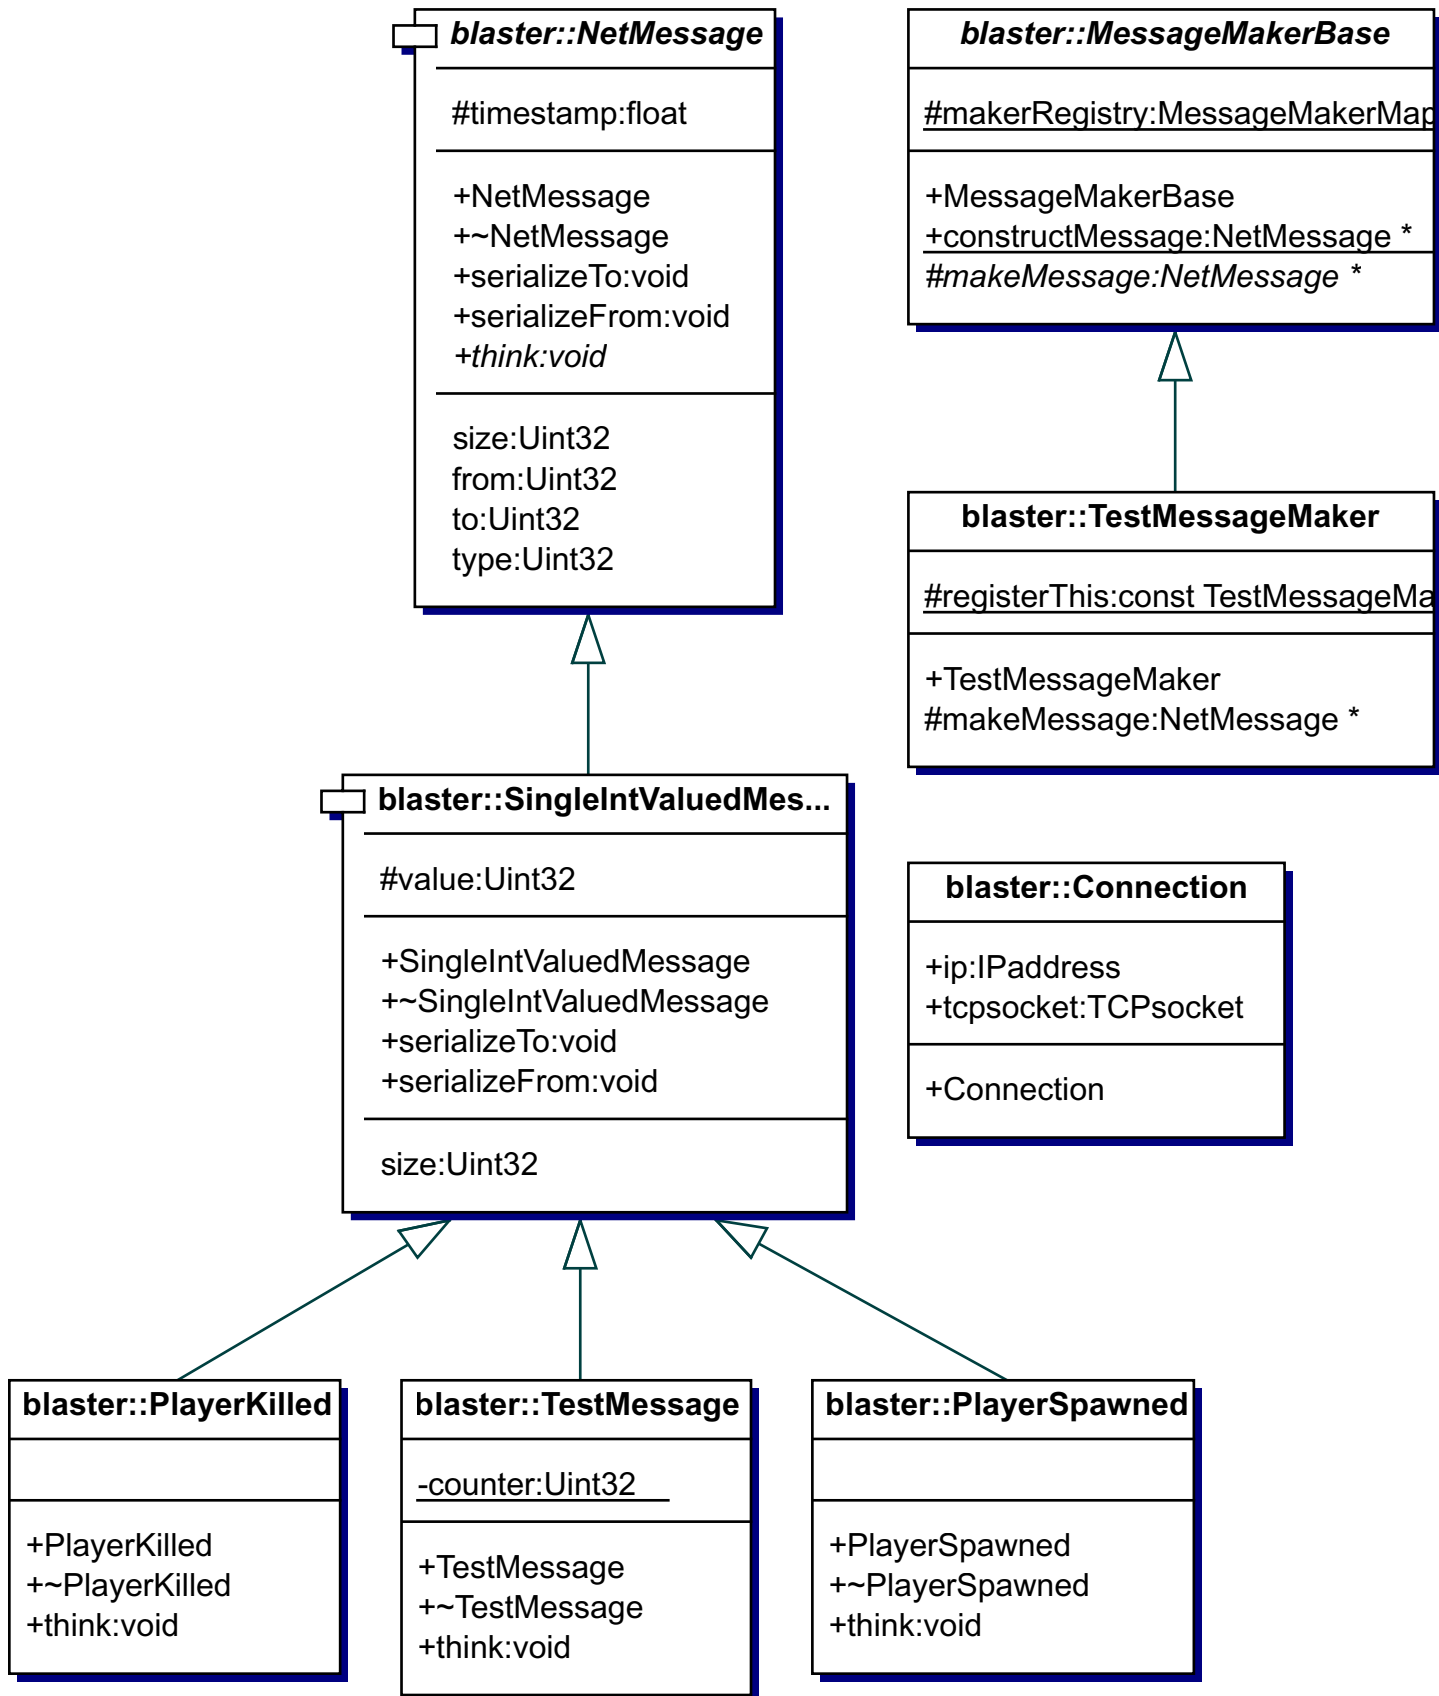 blaster::NetMessage
#timestamp:float
+NetMessage
+~NetMessage
+serializeTo:void
+serializeFrom:void
+think:void
size:Uint32
from:Uint32
to:Uint32
type:Uint32
blaster::MessageMakerBase
#makerRegistry:MessageMakerMap
+MessageMakerBase
+constructMessage:NetMessage *
#makeMessage:NetMessage *
blaster::TestMessageMaker
#registerThis:const TestMessageMa
+TestMessageMaker
#makeMessage:NetMessage *
blaster::SingleIntValuedMes...
#value:Uint32
+SingleIntValuedMessage
+~SingleIntValuedMessage
+serializeTo:void
+serializeFrom:void
size:Uint32
blaster::Connection
+ip:IPaddress
+tcpsocket:TCPsocket
+Connection
blaster::PlayerKilled
+PlayerKilled
+~PlayerKilled
+think:void
blaster::TestMessage
-counter:Uint32
+TestMessage
+~TestMessage
+think:void
blaster::PlayerSpawned
+PlayerSpawned
+~PlayerSpawned
+think:void